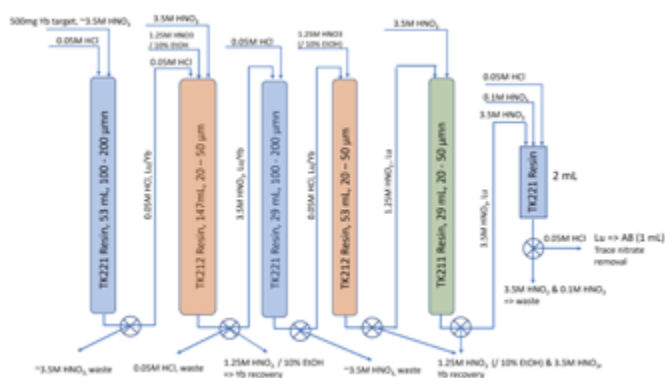 500mg Yb target, ~3.5M HNO₃
0.05M HCl
3.5M HNO₃
1.25M HNO3
/ 10% EtOH
0.05M HCl
0.05M HCl
1.25M HNO3
(/ 10% EtOH)
3.5M HNO₃
0.05M HCl
0.1M HNO₃
3.5M HNO₃
TK221 Resin, 53 mL, 100 - 200 µmn
0.05M HCl, Lu/Yb
TK212 Resin, 147mL, 20 – 50 µm
3.5M HNO₃, Lu/Yb
TK221 Resin, 29 mL, 100 - 200 µmn
0.05M HCl, Lu/Yb
TK212 Resin, 53 mL, 20 – 50 µm
1.25M HNO₃, Lu
TK211 Resin, 29 mL, 20 - 50 µm
3.5M HNO₃, Lu
TK221 Resin
2 mL
0.05M HCl
Lu => AB (1 mL)
Trace nitrate
removal
3.5M HNO₃ & 0.1M HNO₃
=> waste
~3.5M HNO₃ waste
0.05M HCl, waste
1.25M HNO₃ / 10% EtOH
=> Yb recovery
~3.5M HNO₃ waste
1.25M HNO₃ (/ 10% EtOH) & 3.5M HNO₃,
Yb recovery